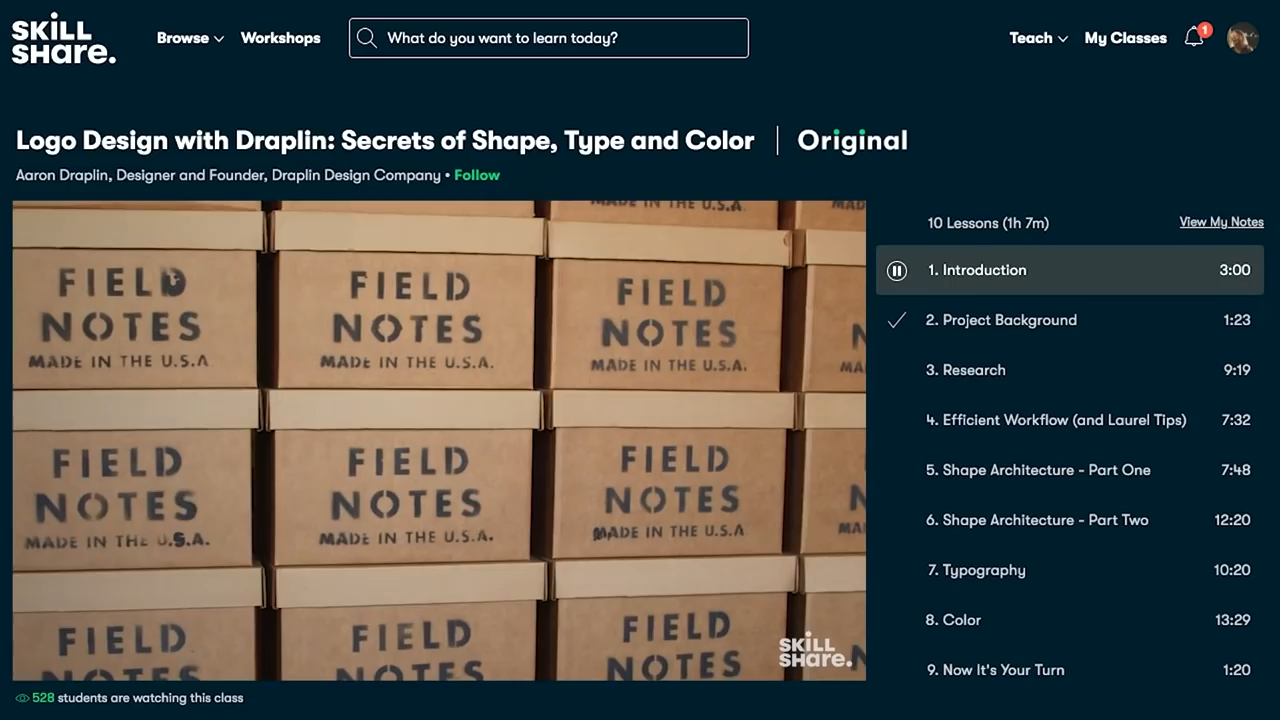 SKILL SHARE.
Browse
Workshops
What do you want to learn today?
Teach
My Classes
1
Logo Design with Draplin: Secrets of Shape, Type and Color | Original
Aaron Draplin, Designer and Founder, Draplin Design Company • Follow
MADE IN THE U.S.A.
MAD
FIELD
NOTES
MADE IN THE U.S.A.
FIELD
NOTES
MADE IN THE U.S.A.
FIELD
NOTES
MADE IN THE U.S.A.
N
MA
FIELD
NOTES
MADE IN THE U.S.A.
FIELD
NOTES
MADE IN THE U.S.A.
FIELD
NOTES
MADE IN THE U.S.A
N
MA
FIELD
NOTES
FIELD
NOTES
FIELD
NOTES
N
SKILL SHARE.
528 students are watching this class
10 Lessons (1h 7m)
View My Notes
1. Introduction 3:00
2. Project Background 1:23
3. Research 9:19
4. Efficient Workflow (and Laurel Tips) 7:32
5. Shape Architecture - Part One 7:48
6. Shape Architecture - Part Two 12:20
7. Typography 10:20
8. Color 13:29
9. Now It's Your Turn 1:20